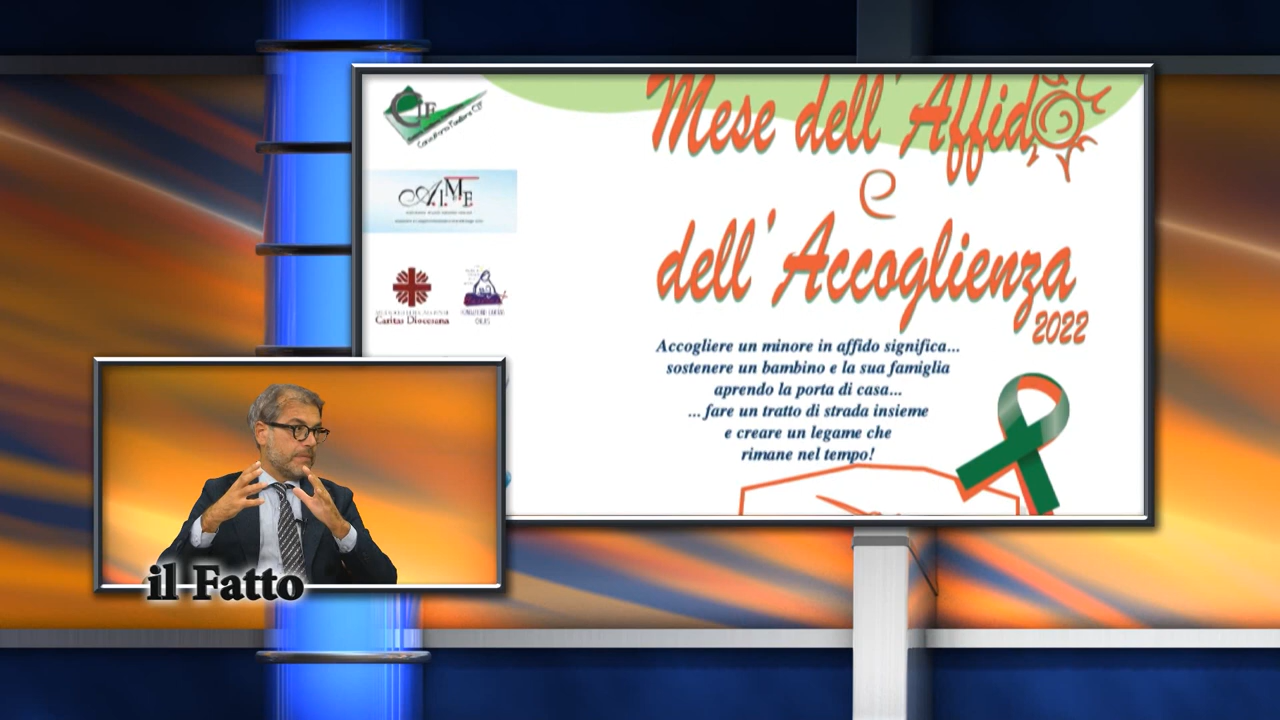 Mese dell'Affido
e
dell'Accoglienza
2022
Accogliere un minore in affido significa...
sostenere un bambino e la sua famiglia
aprendo la porta di casa...
... fare un tratto di strada insieme
e creare un legame che
rimane nel tempo!
CIF
A.I.M.E
Caritas Diocesana
il Fatto